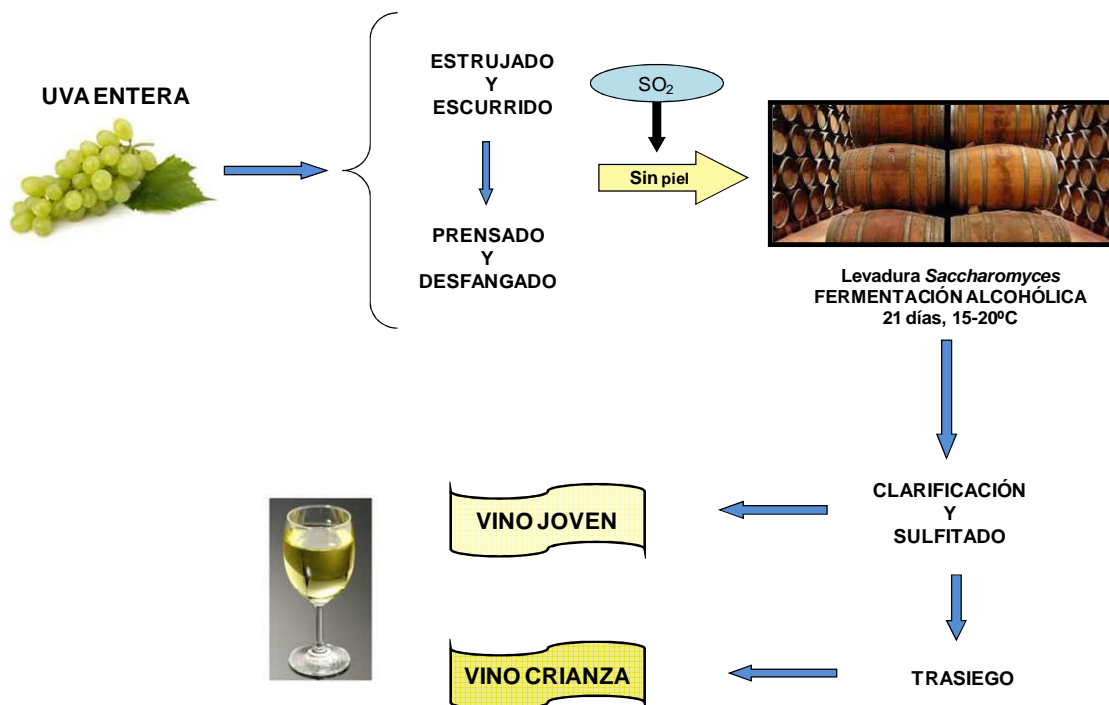 UVA ENTERA
ESTRUJADO
Y
ESCURRIDO
PRENSADO
Y
DESFANGADO
SO₂
Sin piel
Levadura Saccharomyces
FERMENTACIÓN ALCOHÓLICA
21 días, 15-20ºC
CLARIFICACIÓN
Y
SULFITADO
VINO JOVEN
TRASIEGO
VINO CRIANZA